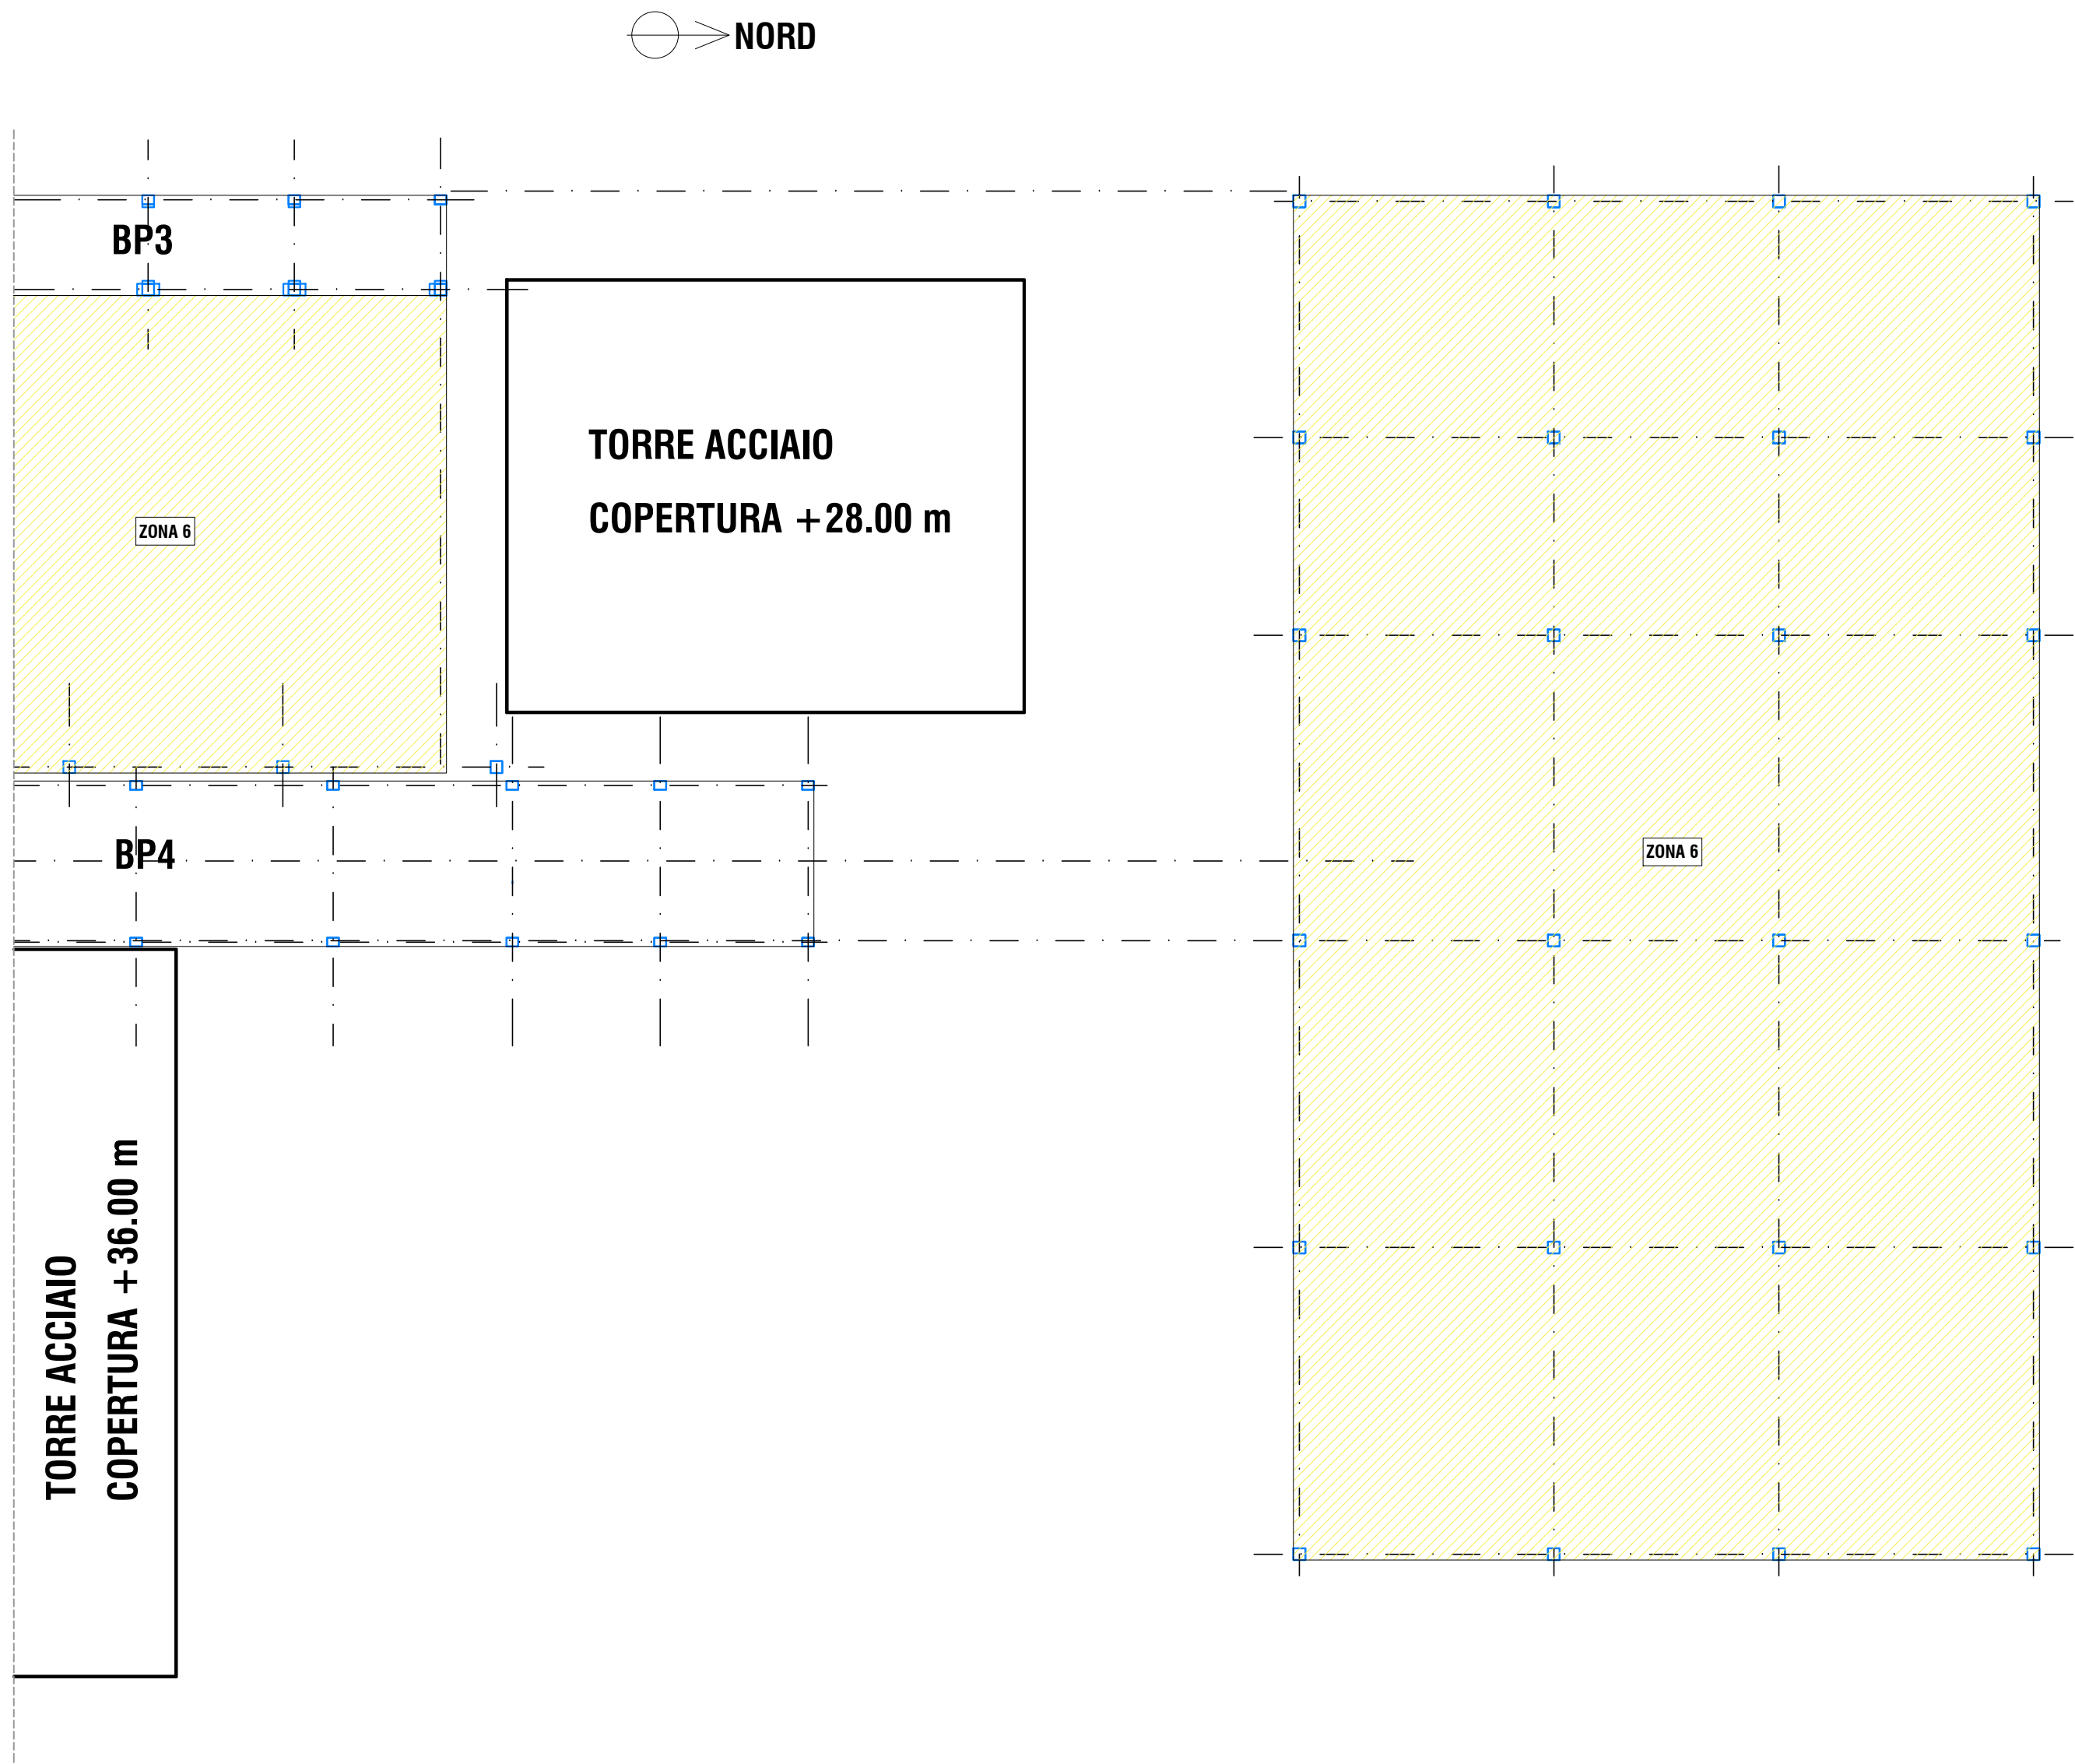 NORD
BP3
TORRE ACCIAIO
COPERTURA +28.00 m
ZONA 6
BP4
ZONA 6
TORRE ACCIAIO
COPERTURA +36.00 m